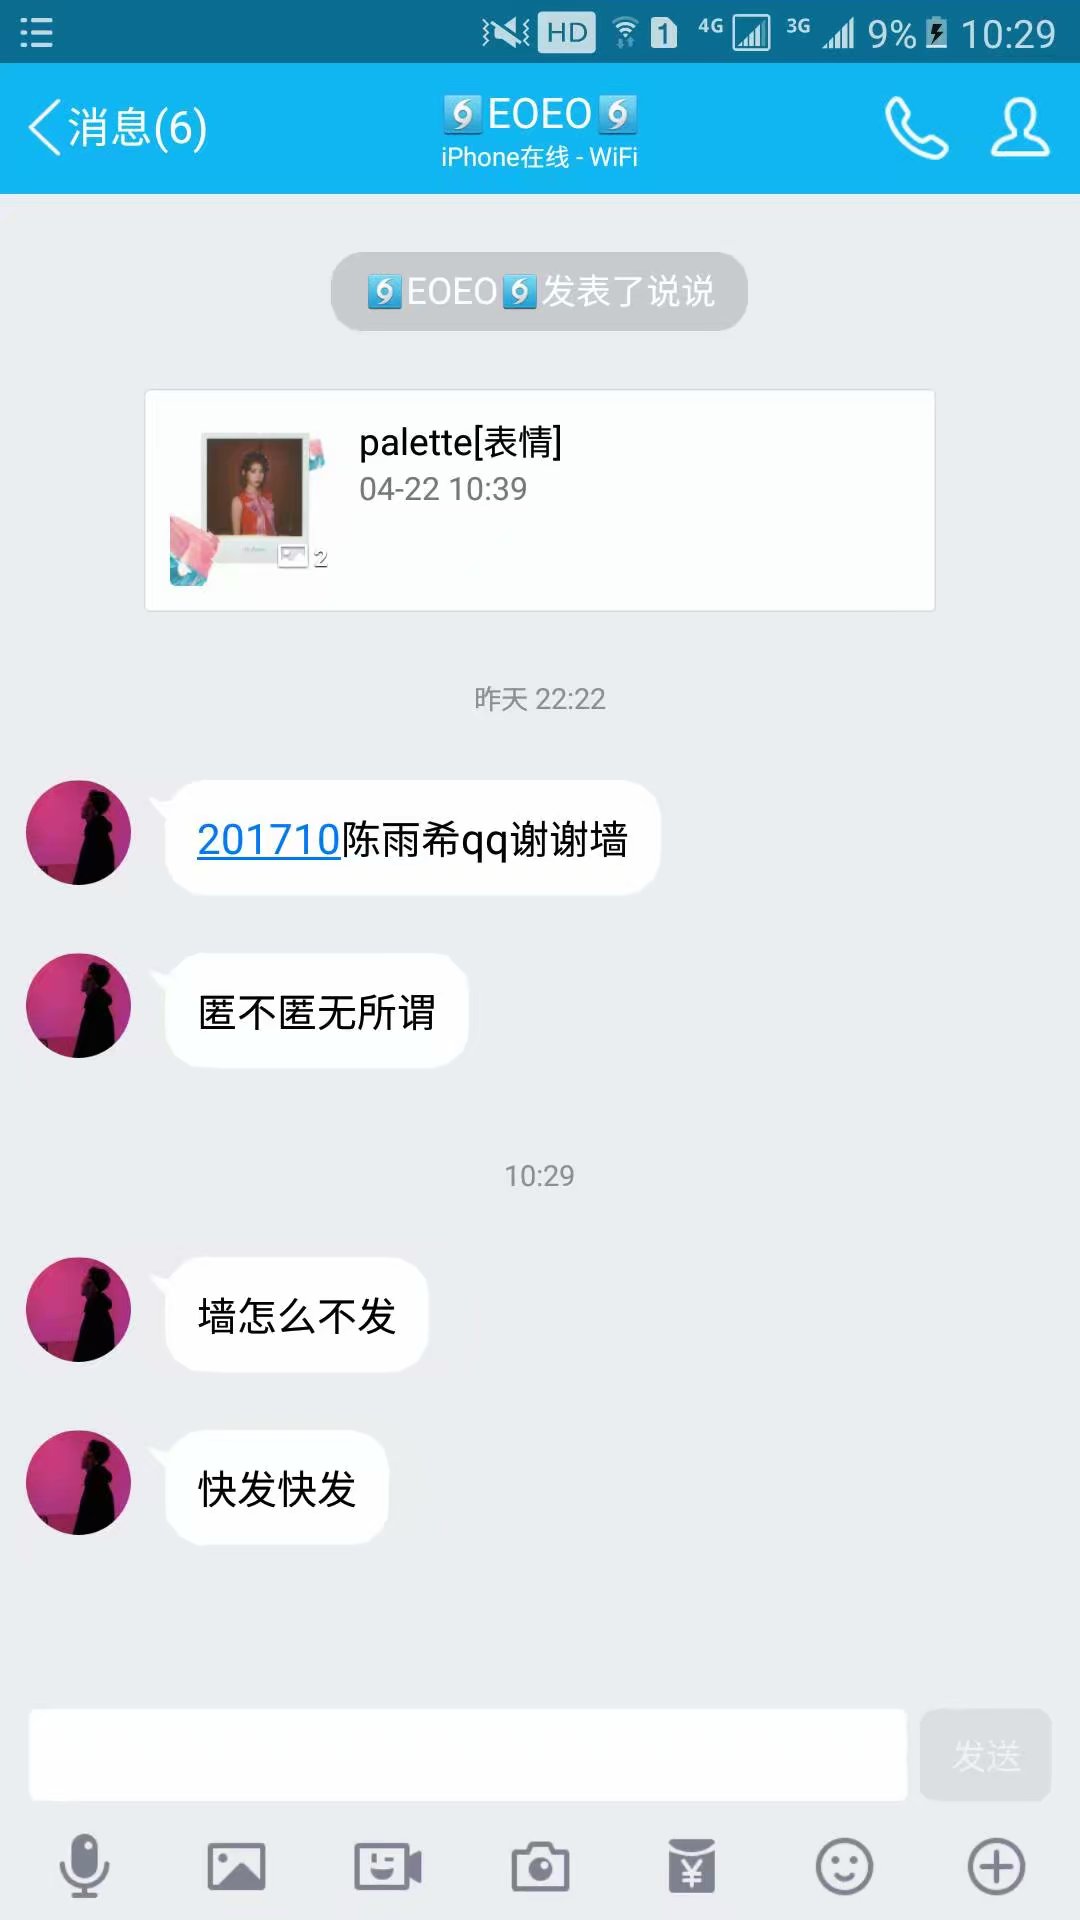 HD 1 4G 3G 9% 10:29
消息(6)
🌀EOEO🌀
iPhone在线 - WiFi
🌀EOEO🌀发表了说说
palette[表情]
04-22 10:39
2
昨天 22:22
201710陈雨希qq谢谢墙
匿不匿无所谓
10:29
墙怎么不发
快发快发
发送